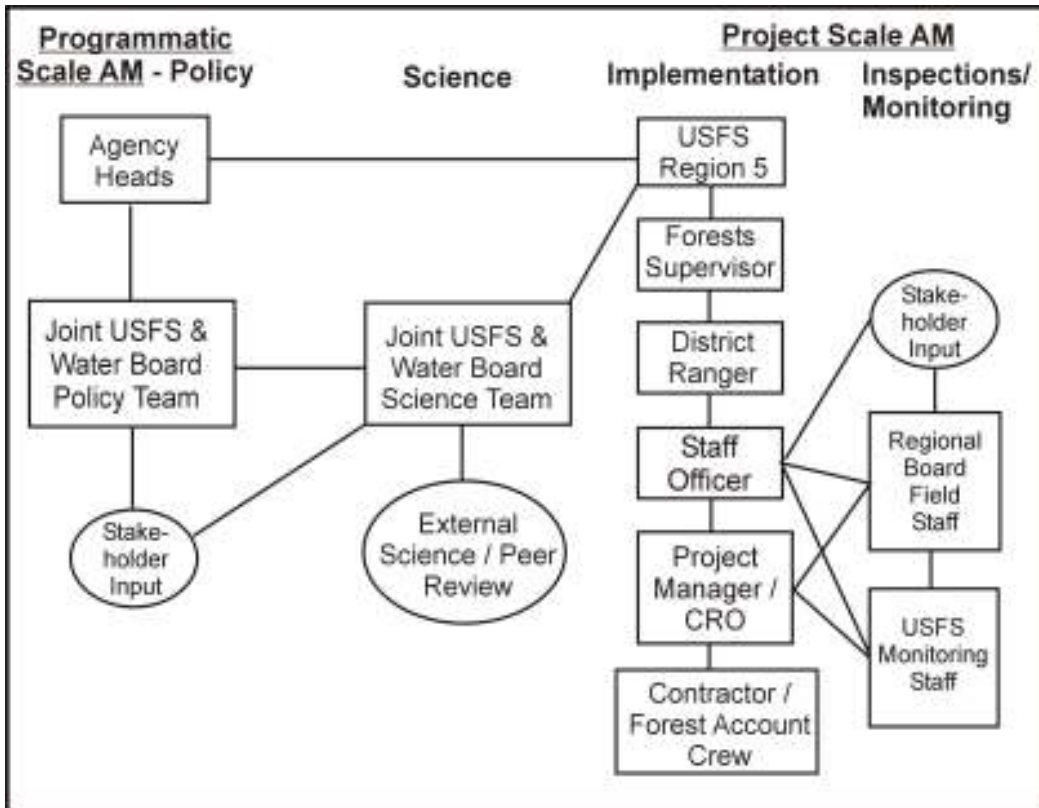 Programmatic
Scale AM - Policy
Science
Project Scale AM
Implementation
Inspections/
Monitoring
Agency
Heads
USFS
Region 5
Forests
Supervisor
Joint USFS &
Water Board
Policy Team
Joint USFS &
Water Board
Science Team
District
Ranger
Stake-
holder
Input
Staff
Officer
Regional
Board
Field
Staff
Stake-
holder
Input
External
Science / Peer
Review
Project
Manager /
CRO
USFS
Monitoring
Staff
Contractor /
Forest Account
Crew